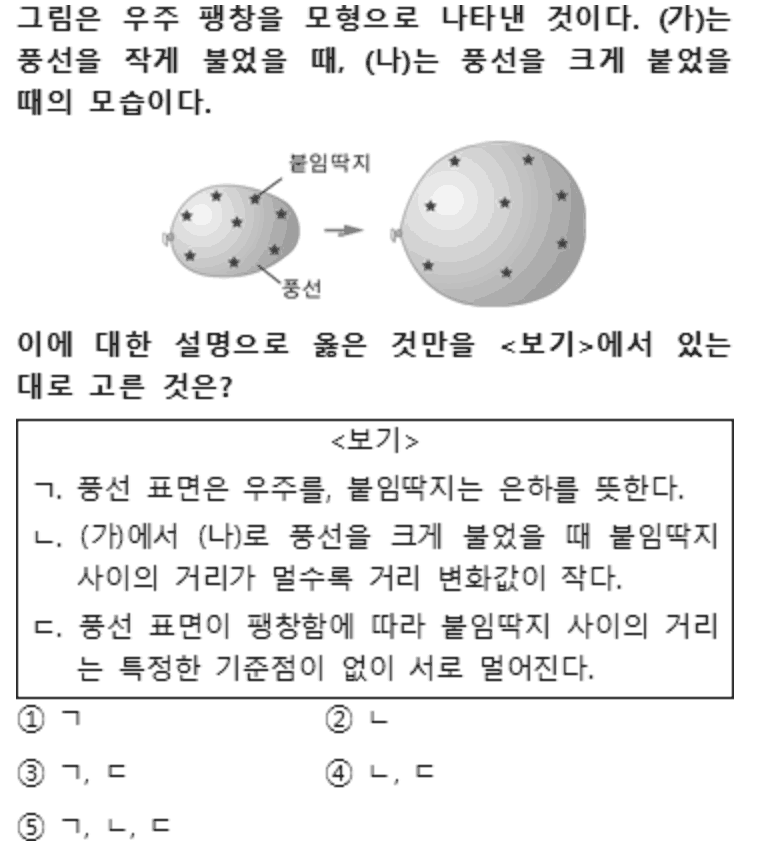 그림은 우주 팽창을 모형으로 나타낸 것이다. (가)는
풍선을 작게 불었을 때, (나)는 풍선을 크게 붙었을
때의 모습이다.
붙임딱지
풍선
이에 대한 설명으로 옳은 것만을 <보기>에서 있는
대로 고른 것은?
<보기>
ㄱ. 풍선 표면은 우주를, 붙임딱지는 은하를 뜻한다.
ㄴ. (가)에서 (나)로 풍선을 크게 불었을 때 붙임딱지
사이의 거리가 멀수록 거리 변화값이 작다.
ㄷ. 풍선 표면이 팽창함에 따라 붙임딱지 사이의 거리
는 특정한 기준점이 없이 서로 멀어진다.
① ㄱ ② ㄴ
③ ㄱ, ㄷ ④ ㄴ, ㄷ
⑤ ㄱ, ㄴ, ㄷ